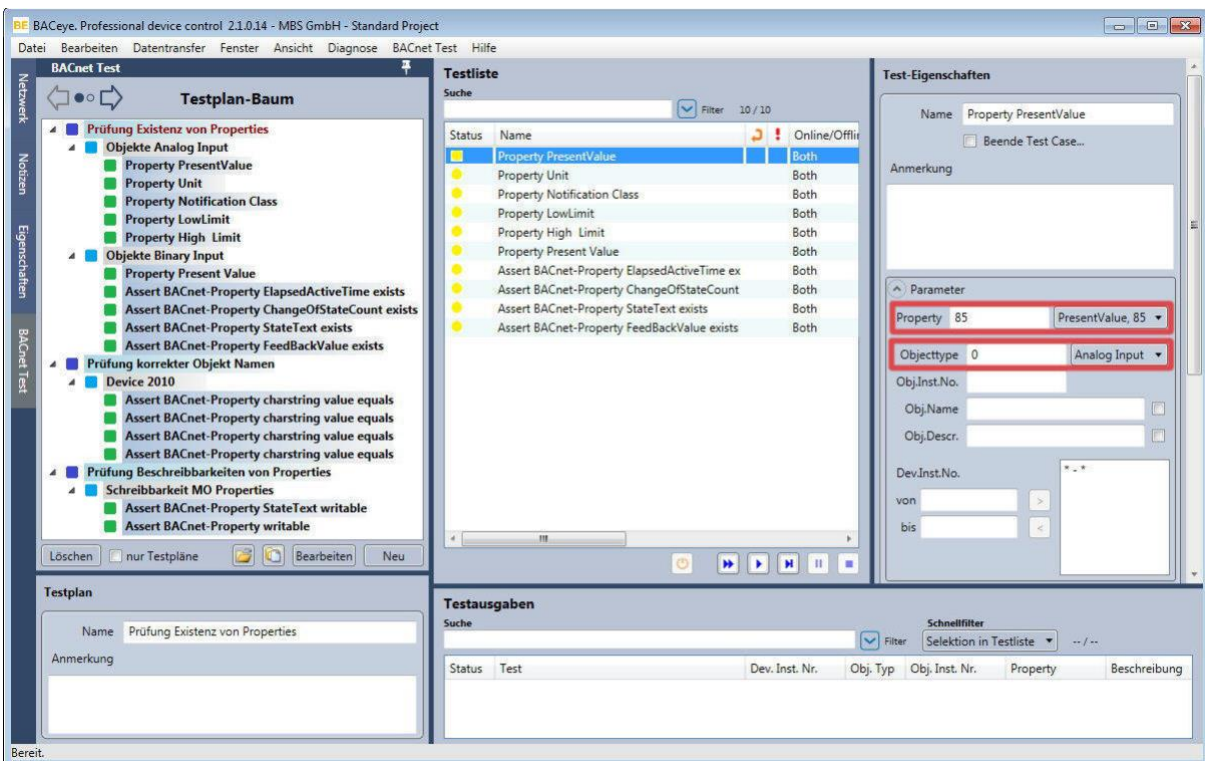 BE BACeye. Professional device control 2.1.0.14 - MBS GmbH - Standard Project
Datei Bearbeiten Datentransfer Fenster Ansicht Diagnose BACnet Test Hilfe
Netzwerk
Notizen
Eigenschaften
BACnet Test
BACnet Test
Testplan-Baum
Prüfung Existenz von Properties
Objekte Analog Input
Property PresentValue
Property Unit
Property Notification Class
Property LowLimit
Property High Limit
Objekte Binary Input
Property Present Value
Assert BACnet-Property ElapsedActiveTime exists
Assert BACnet-Property ChangeOfStateCount exists
Assert BACnet-Property StateText exists
Assert BACnet-Property FeedBackValue exists
Prüfung korrekter Objekt Namen
Device 2010
Assert BACnet-Property charstring value equals
Assert BACnet-Property charstring value equals
Assert BACnet-Property charstring value equals
Assert BACnet-Property charstring value equals
Prüfung Beschreibbarkeiten von Properties
Schreibbarkeit MO Properties
Assert BACnet-Property StateText writable
Assert BACnet-Property writable
Löschen nur Testpläne Bearbeiten Neu
Testplan
Name Prüfung Existenz von Properties
Anmerkung
Testliste
Suche
Filter 10 / 10
Status Name ! Online/Offlin
Property PresentValue Both
Property Unit Both
Property Notification Class Both
Property LowLimit Both
Property High Limit Both
Property Present Value Both
Assert BACnet-Property ElapsedActiveTime ex Both
Assert BACnet-Property ChangeOfStateCount Both
Assert BACnet-Property StateText exists Both
Assert BACnet-Property FeedBackValue exists Both
Test-Eigenschaften
Name Property PresentValue
Beende Test Case...
Anmerkung
Parameter
Property 85 PresentValue, 85
Objecttype 0 Analog Input
Obj.Inst.No.
Obj.Name
Obj.Descr.
Dev.Inst.No. * - *
von >
bis <
Testausgaben
Suche Schnellfilter
Filter Selektion in Testliste -- / --
Status Test Dev. Inst. Nr. Obj. Typ Obj. Inst. Nr. Property Beschreibung
Bereit.